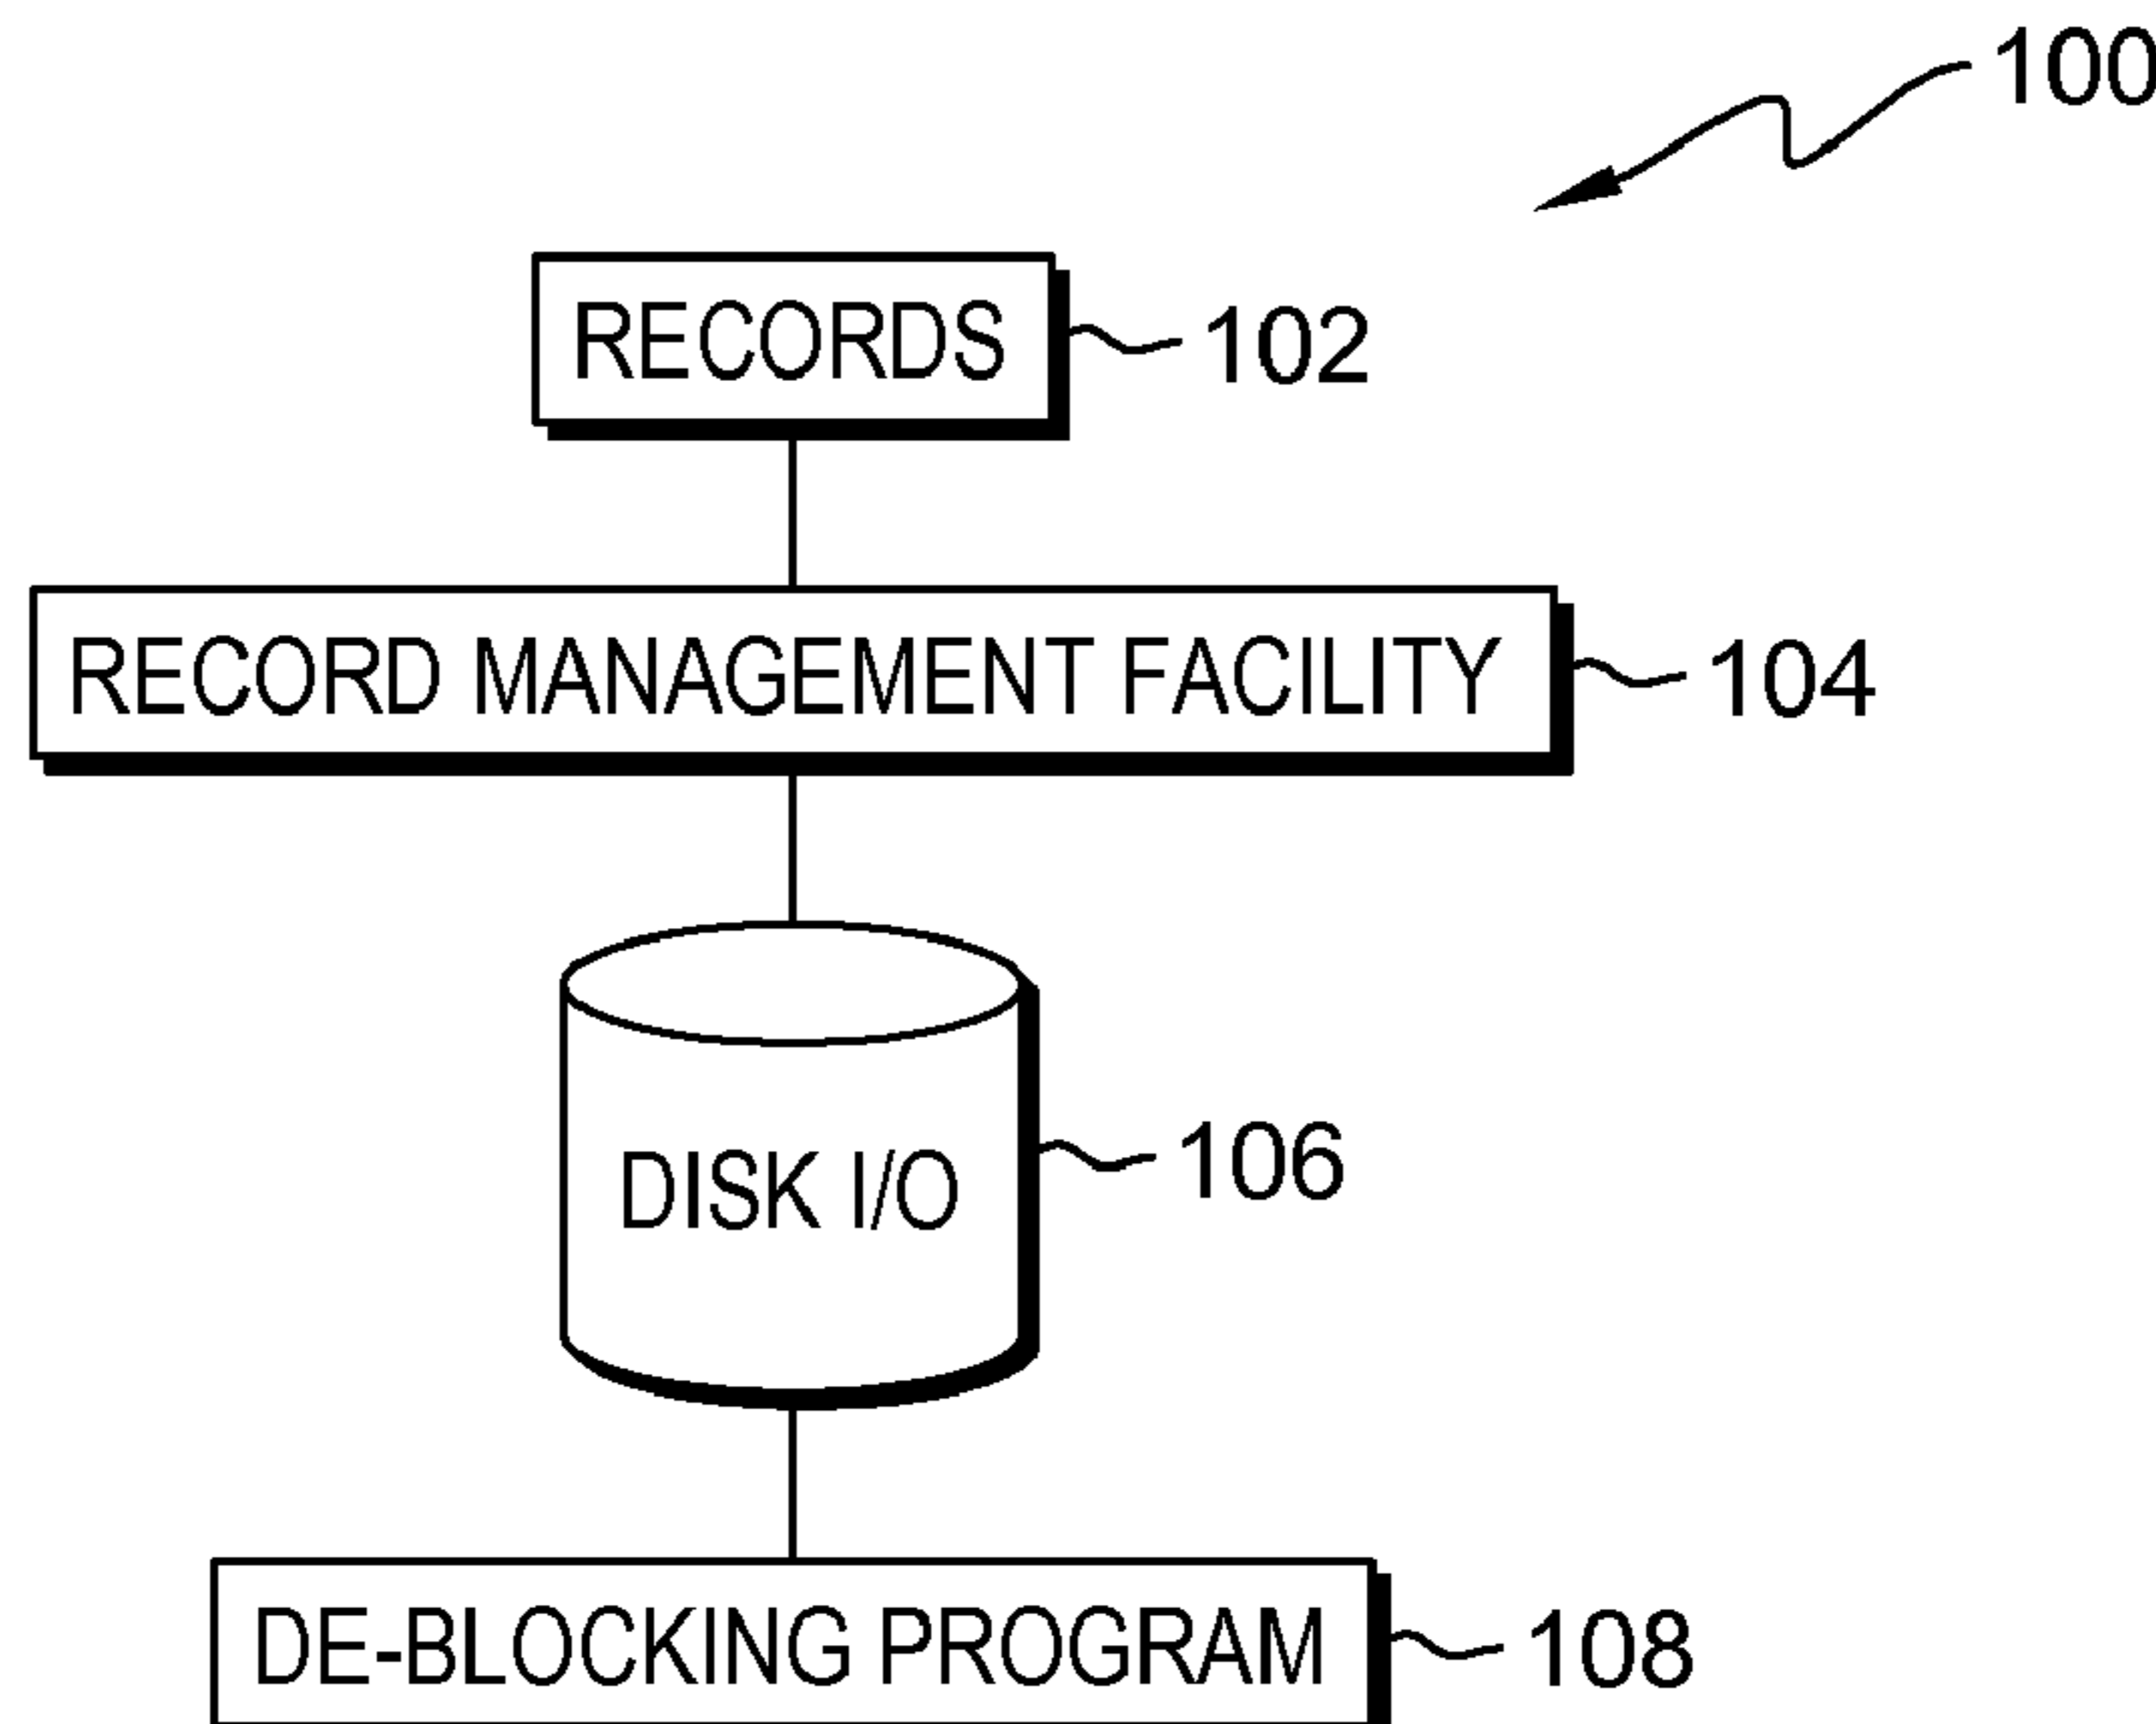 100
RECORDS 102
RECORD MANAGEMENT FACILITY 104
DISK I/O 106
DE-BLOCKING PROGRAM 108